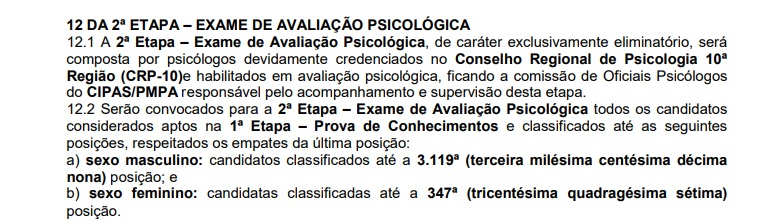 12 DA 2ª ETAPA – EXAME DE AVALIAÇÃO PSICOLÓGICA
12.1 A 2ª Etapa – Exame de Avaliação Psicológica, de caráter exclusivamente eliminatório, será
composta por psicólogos devidamente credenciados no Conselho Regional de Psicologia 10ª
Região (CRP-10)e habilitados em avaliação psicológica, ficando a comissão de Oficiais Psicólogos
do CIPAS/PMPA responsável pelo acompanhamento e supervisão desta etapa.
12.2 Serão convocados para a 2ª Etapa – Exame de Avaliação Psicológica todos os candidatos
considerados aptos na 1ª Etapa – Prova de Conhecimentos e classificados até as seguintes
posições, respeitados os empates da última posição:
a) sexo masculino: candidatos classificados até a 3.119ª (terceira milésima centésima décima
nona) posição; e
b) sexo feminino: candidatas classificadas até a 347ª (tricentésima quadragésima sétima)
posição.